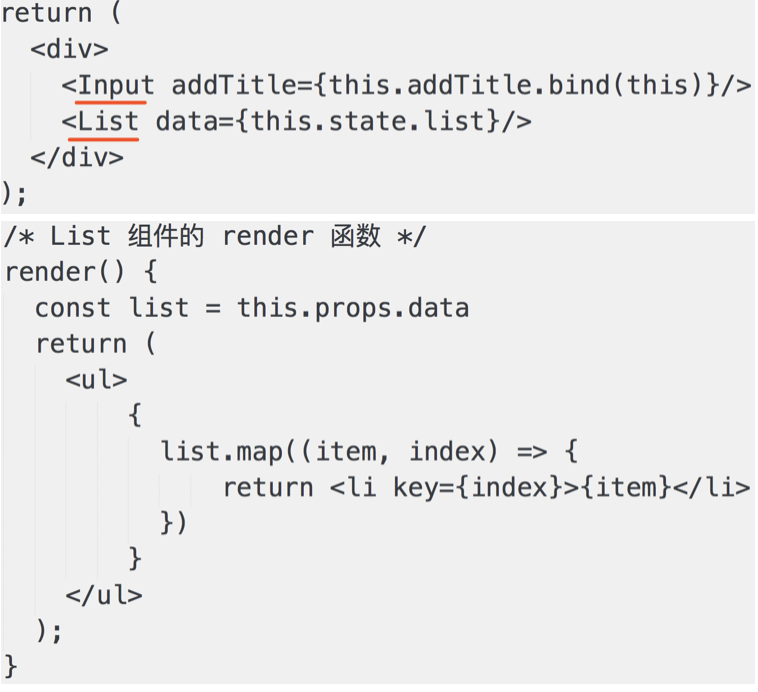 return (
<div>
<Input addTitle={this.addTitle.bind(this)}/>
<List data={this.state.list}/>
</div>
);
/* List 组件的 render 函数 */
render() {
const list = this.props.data
return (
<ul>
{
list.map((item, index) => {
return <li key={index}>{item}</li>
})
}
</ul>
);
}